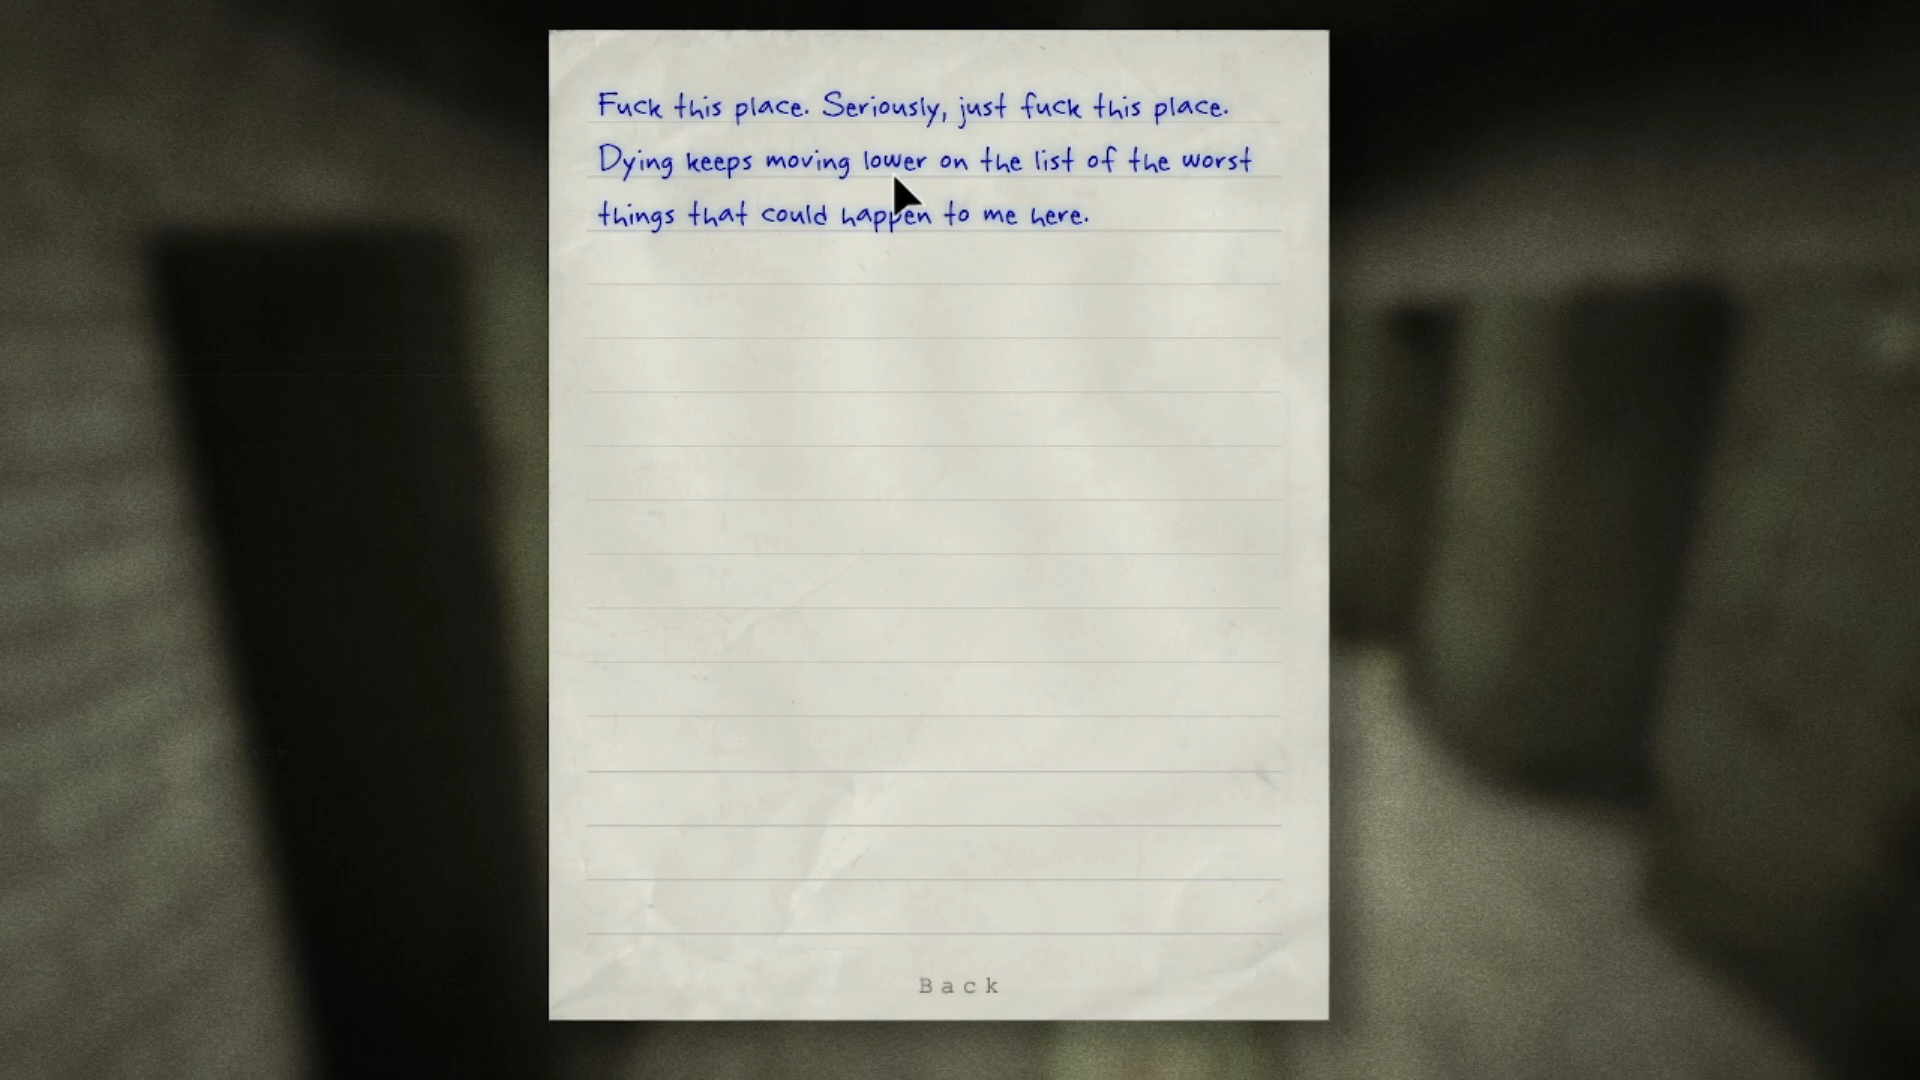 Fuck this place. Seriously, just fuck this place.
Dying keeps moving lower on the list of the worst
things that could happen to me here.
Back